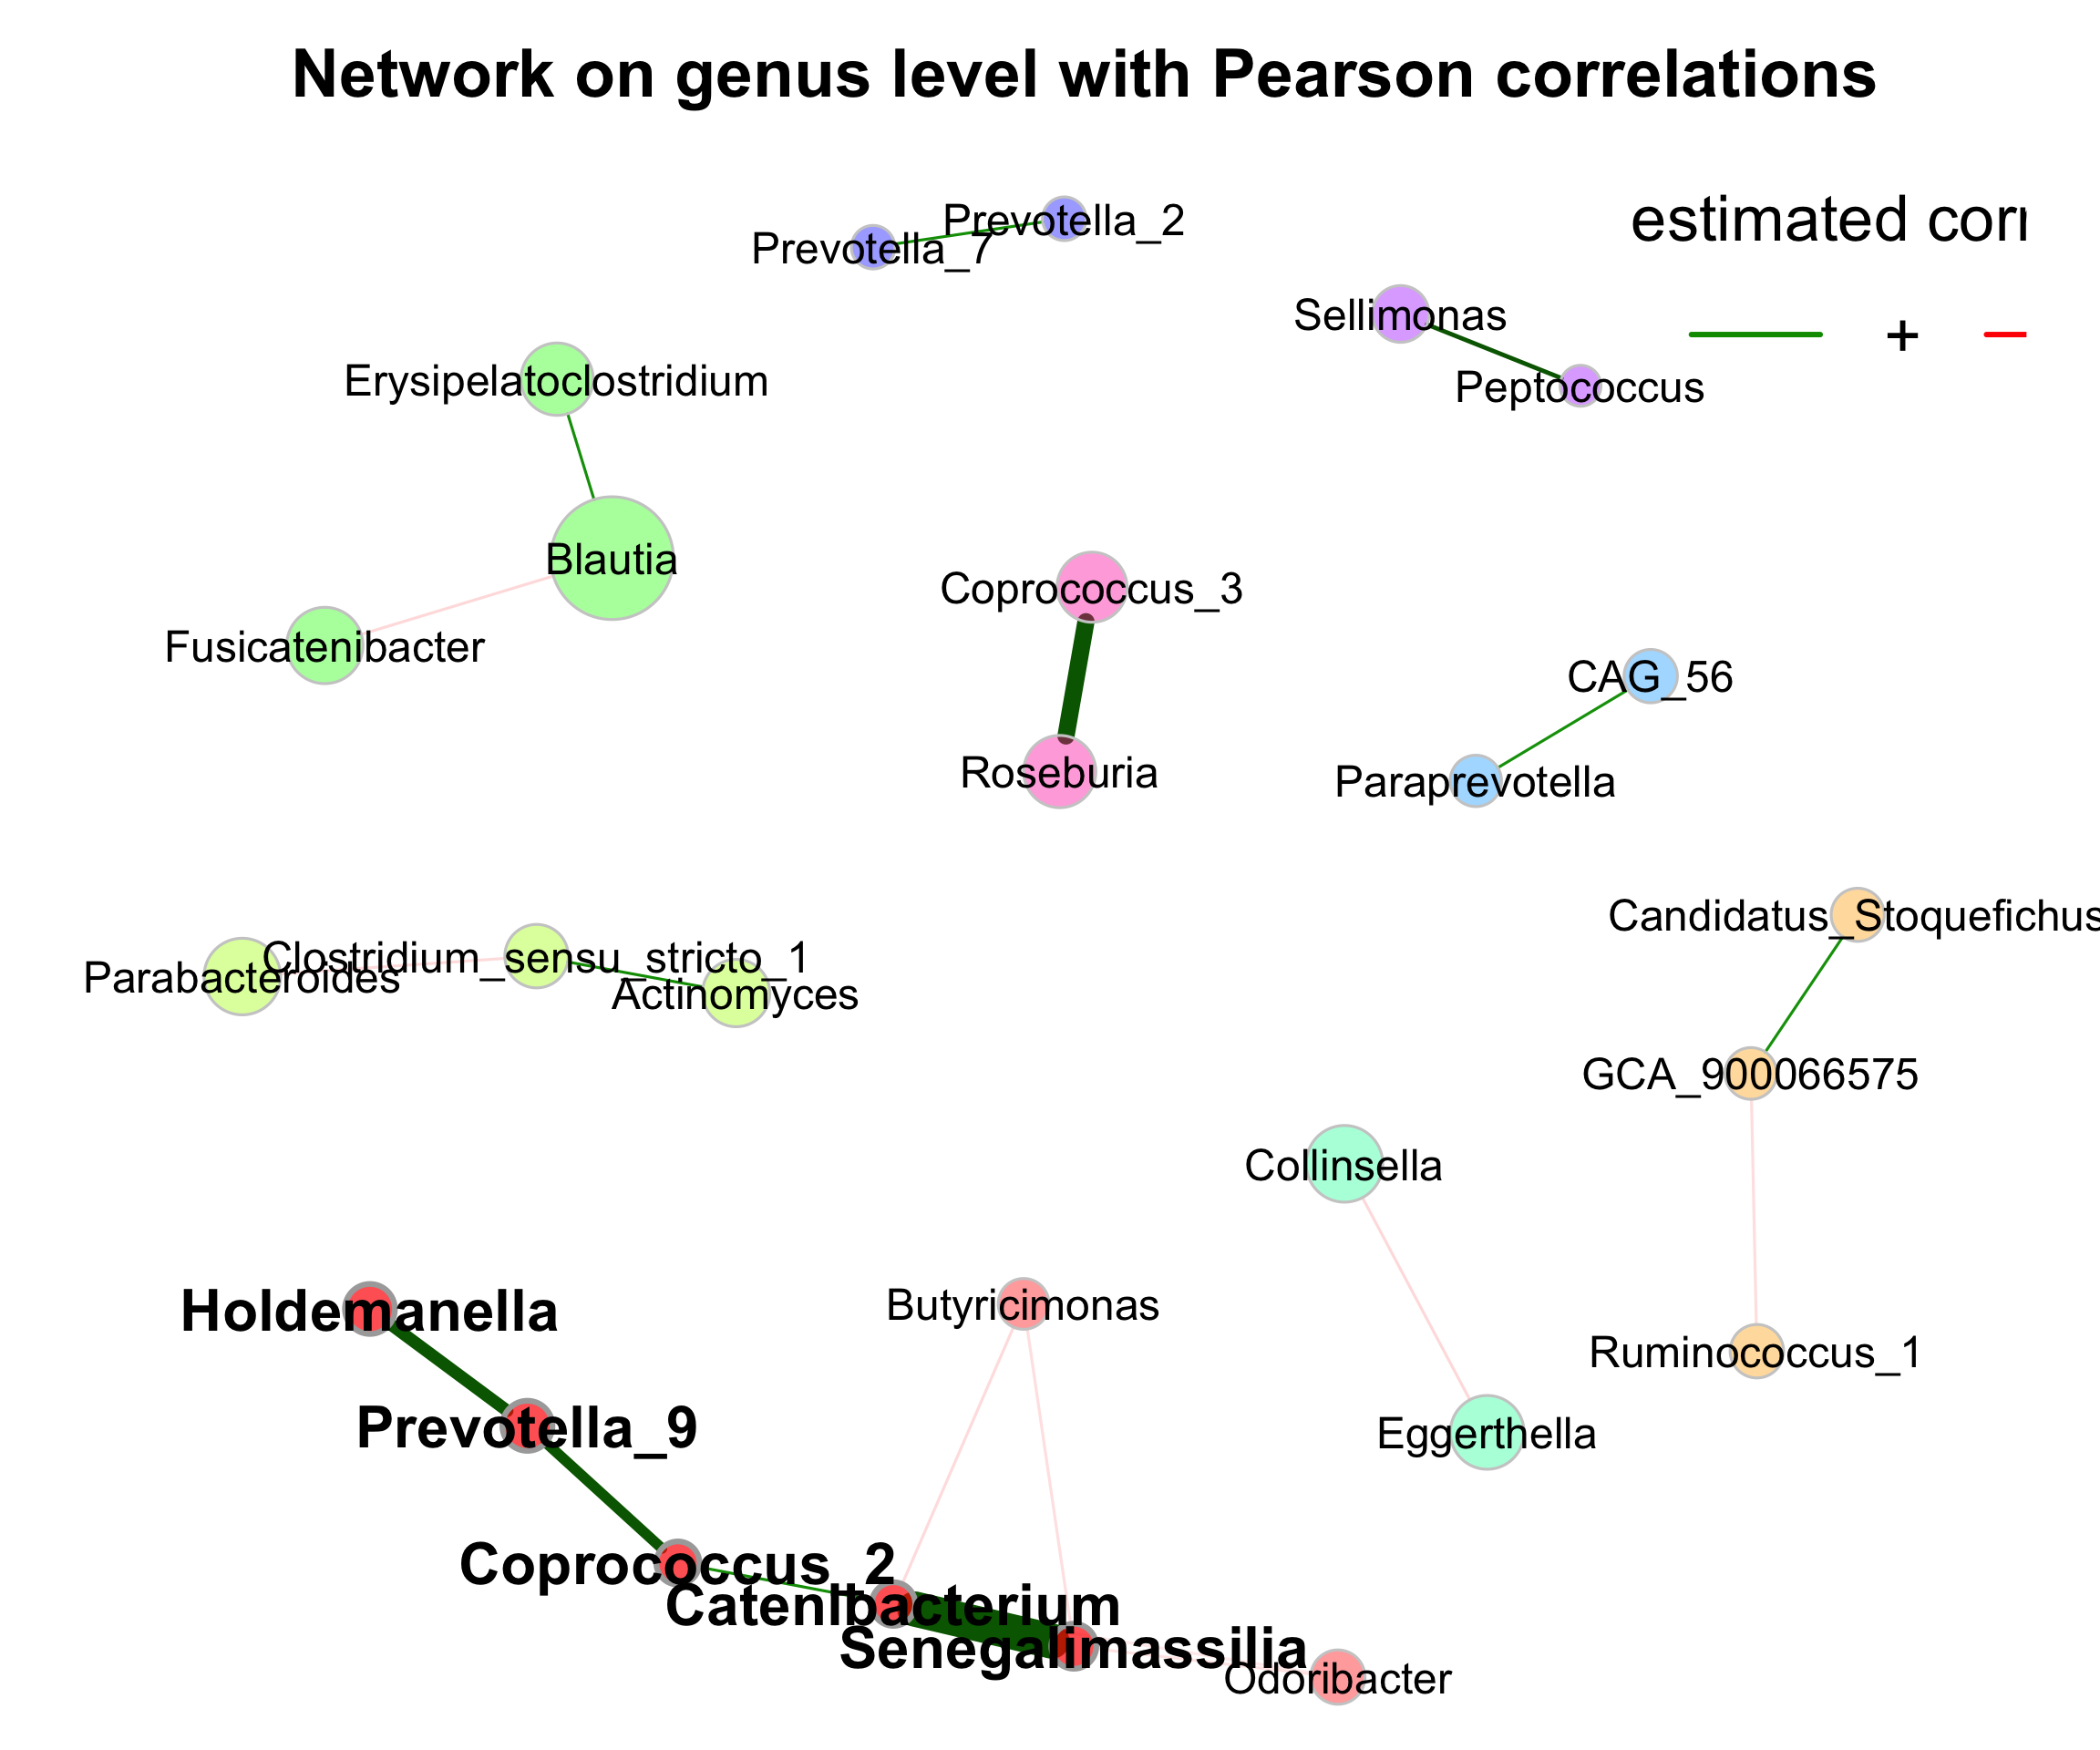 Network on genus level with Pearson correlations
Prevotella_2
Prevotella_7
estimated corr
Sellimonas
+
Peptococcus
Erysipelatoclostridium
Blautia
Coprococcus_3
Fusicatenibacter
CAG_56
Roseburia
Paraprevotella
Candidatus_Stoquefichus
Clostridium_sensu_stricto_1
Parabacteroides
Actinomyces
GCA_900066575
Collinsella
Butyricimonas
Holdemanella
Ruminococcus_1
Prevotella_9
Eggerthella
Coprococcus_2
Catenibacterium
Senegalimassilia
Odoribacter